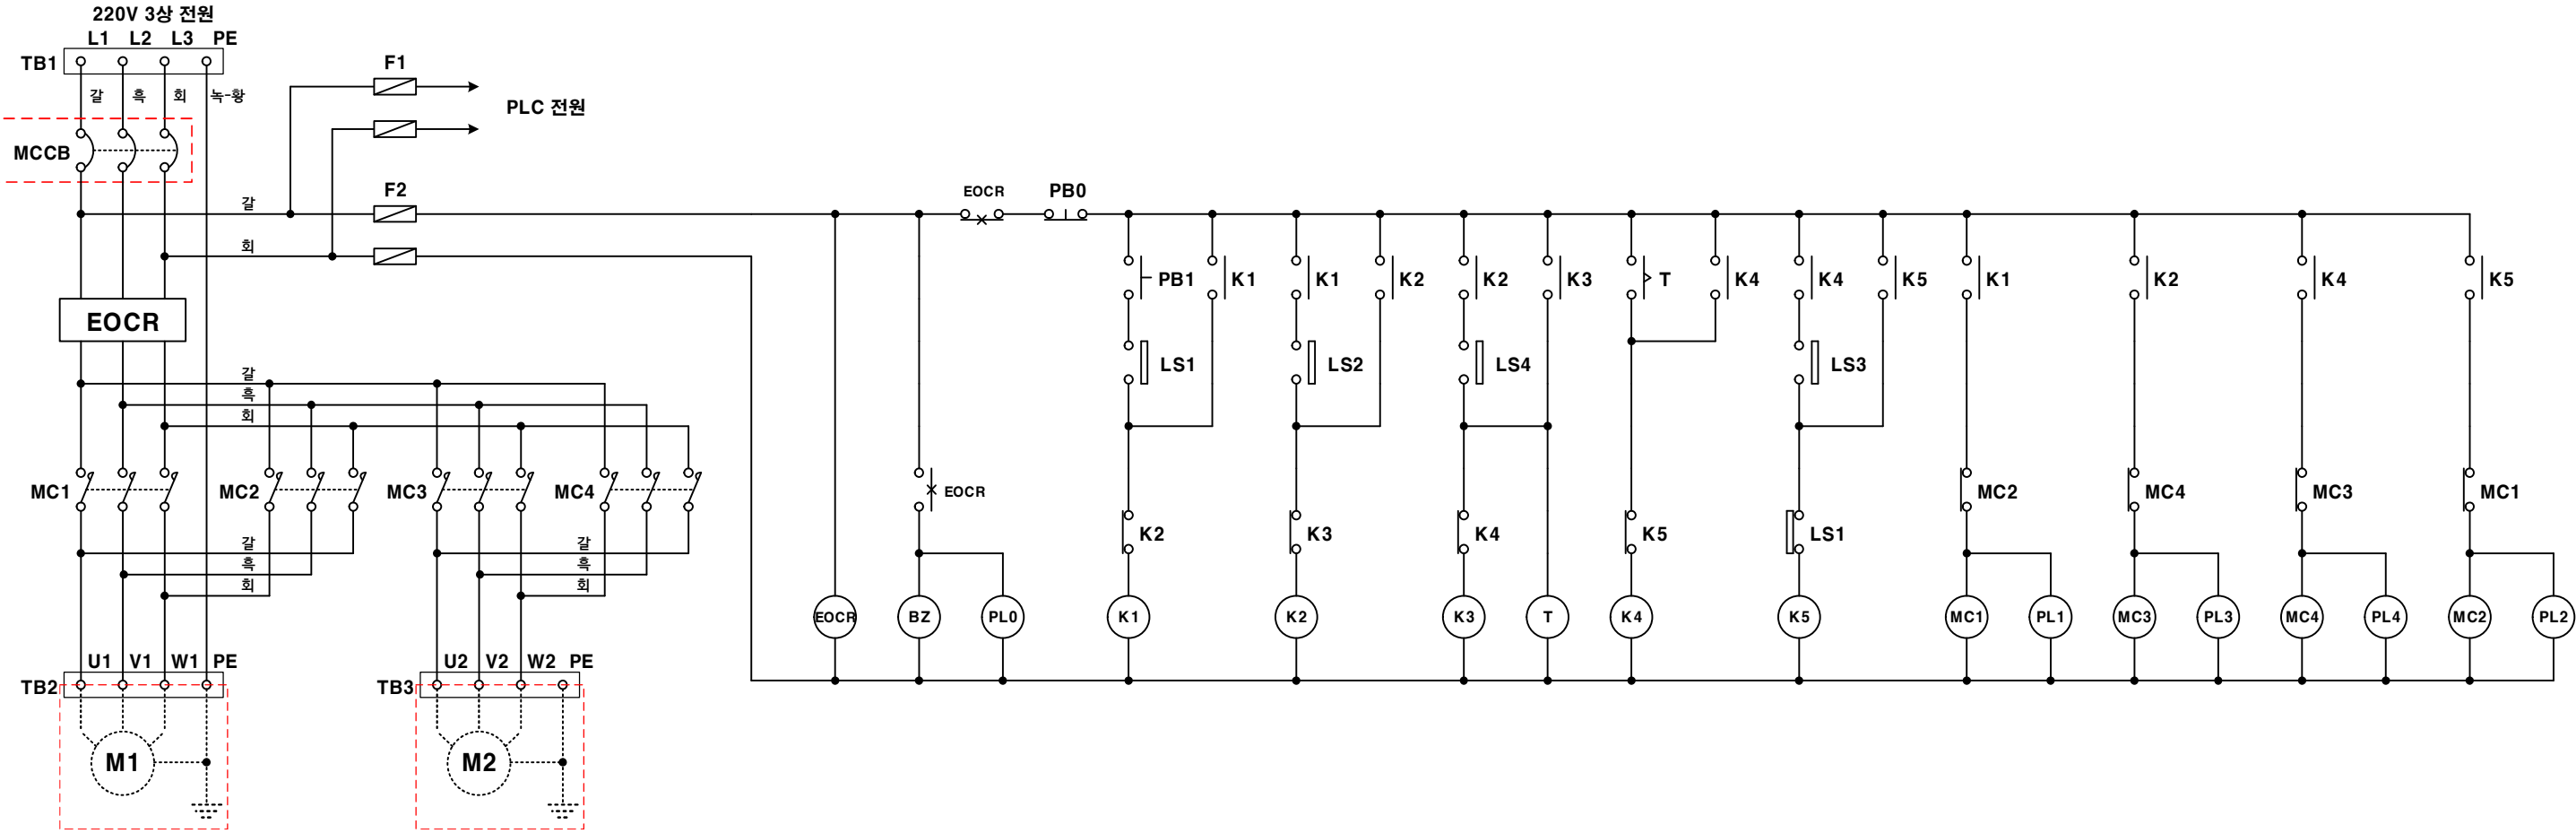 220V 3상 전원
L1 L2 L3 PE
TB1
갈 흑 회 녹-황
F1
PLC 전원
MCCB
갈 F2
회
EOCR PB0
PB1 K1 K1 K2 K2 K3 T K4 K4 K5 K1 K2 K4 K5
EOCR
LS1 LS2 LS4 LS3
갈
흑
회
MC1 MC2 MC3 MC4
EOCR
MC2 MC4 MC3 MC1
K2 K3 K4 K5 LS1
갈 갈
흑 흑
회 회
EOCR BZ PL0 K1 K2 K3 T K4 K5 MC1 PL1 MC3 PL3 MC4 PL4 MC2 PL2
U1 V1 W1 PE
TB2
U2 V2 W2 PE
TB3
M1 M2